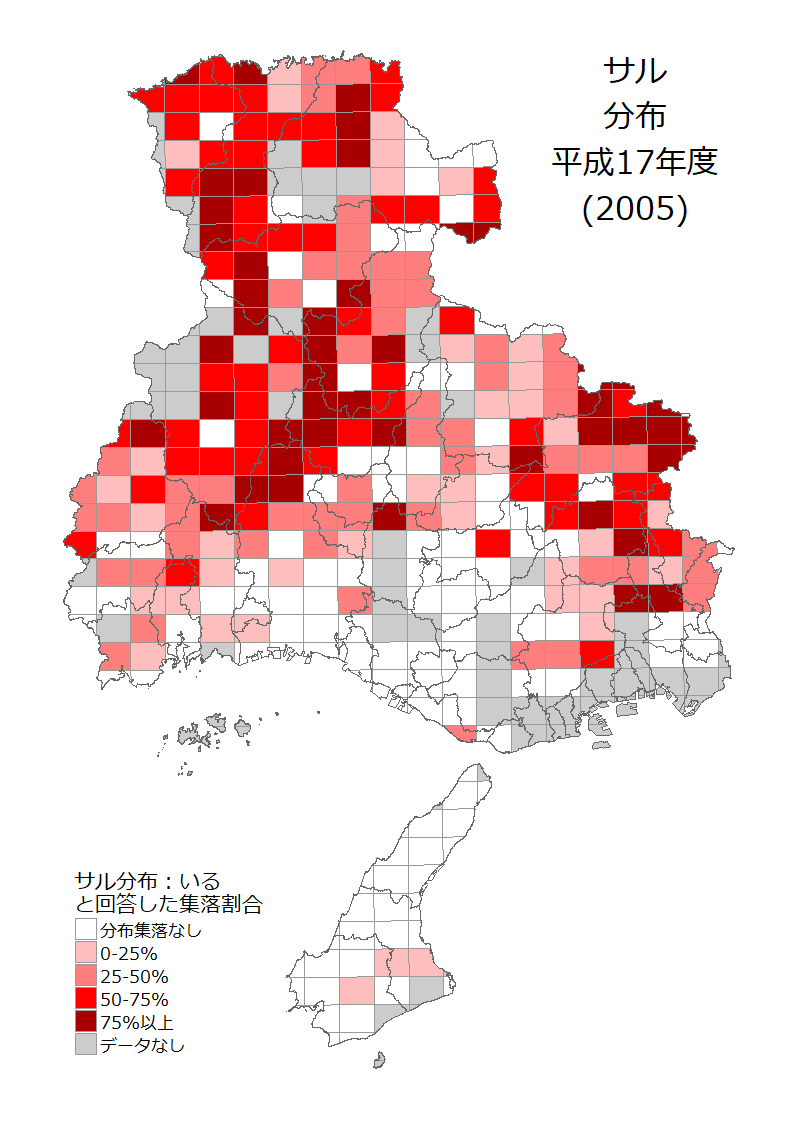 サル
分布
平成17年度
(2005)
サル分布：いる
と回答した集落割合
分布集落なし
0-25%
25-50%
50-75%
75%以上
データなし